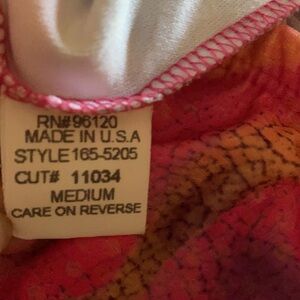 RN# 96120
MADE IN U.S.A
STYLE 165-5205
CUT# 11034
MEDIUM
CARE ON REVERSE